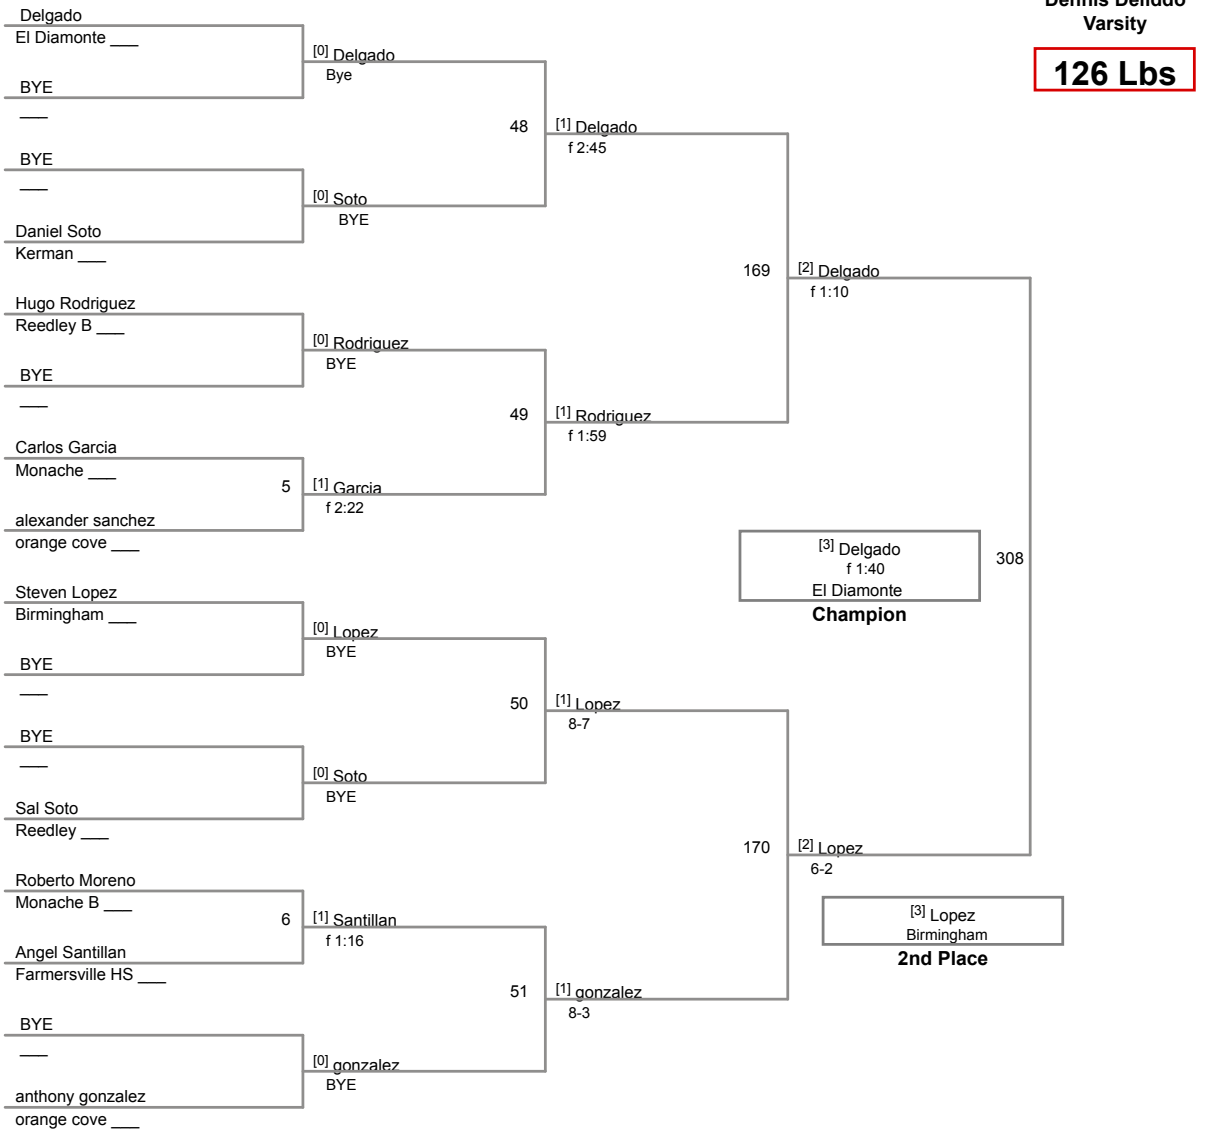 Dennis Deliddo
Varsity
126 Lbs
Delgado
El Diamonte ___
BYE
___
BYE
___
Daniel Soto
Kerman ___
Hugo Rodriguez
Reedley B ___
BYE
___
Carlos Garcia
Monache ___
alexander sanchez
orange cove ___
Steven Lopez
Birmingham ___
BYE
___
BYE
___
Sal Soto
Reedley ___
Roberto Moreno
Monache B ___
Angel Santillan
Farmersville HS ___
BYE
___
anthony gonzalez
orange cove ___
[0] Delgado
Bye
[0] Soto
BYE
[0] Rodriguez
BYE
5
[1] Garcia
f 2:22
[0] Lopez
BYE
[0] Soto
BYE
6
[1] Santillan
f 1:16
[0] gonzalez
BYE
48
[1] Delgado
f 2:45
49
[1] Rodriguez
f 1:59
50
[1] Lopez
8-7
51
[1] gonzalez
8-3
169
[2] Delgado
f 1:10
170
[2] Lopez
6-2
308
[3] Delgado
f 1:40
El Diamonte
Champion
[3] Lopez
Birmingham
2nd Place